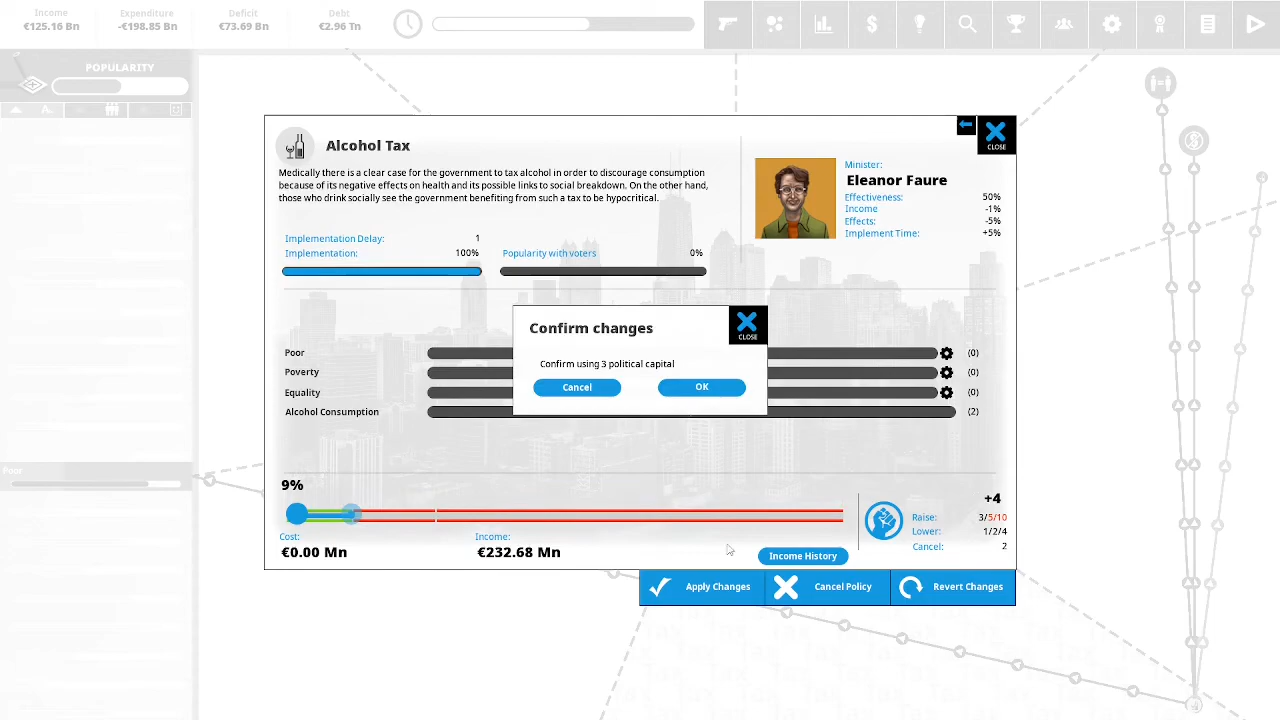 Income
Expenditure
Deficit
Debt
€125.16 Bn
-€198.85 Bn
€73.69 Bn
€2.96 Tn
POPULARITY
Poor
Alcohol Tax
CLOSE
Medically there is a clear case for the government to tax alcohol in order to discourage consumption
because of its negative effects on health and its possible links to social breakdown. On the other hand,
those who drink socially see the government benefiting from such a tax to be hypocritical.
Minister:
Eleanor Faure
Effectiveness: 50%
Income -1%
Effects: -5%
Implement Time: +5%
Implementation Delay: 1
Implementation: 100%
Popularity with voters 0%
Confirm changes
CLOSE
Confirm using 3 political capital
Cancel
OK
Poor (0)
Poverty (0)
Equality (0)
Alcohol Consumption (2)
9%
Cost:
€0.00 Mn
Income:
€232.68 Mn
Income History
+4
Raise: 3/5/10
Lower: 1/2/4
Cancel: 2
Apply Changes
Cancel Policy
Revert Changes
Tax Tax Tax Tax Tax